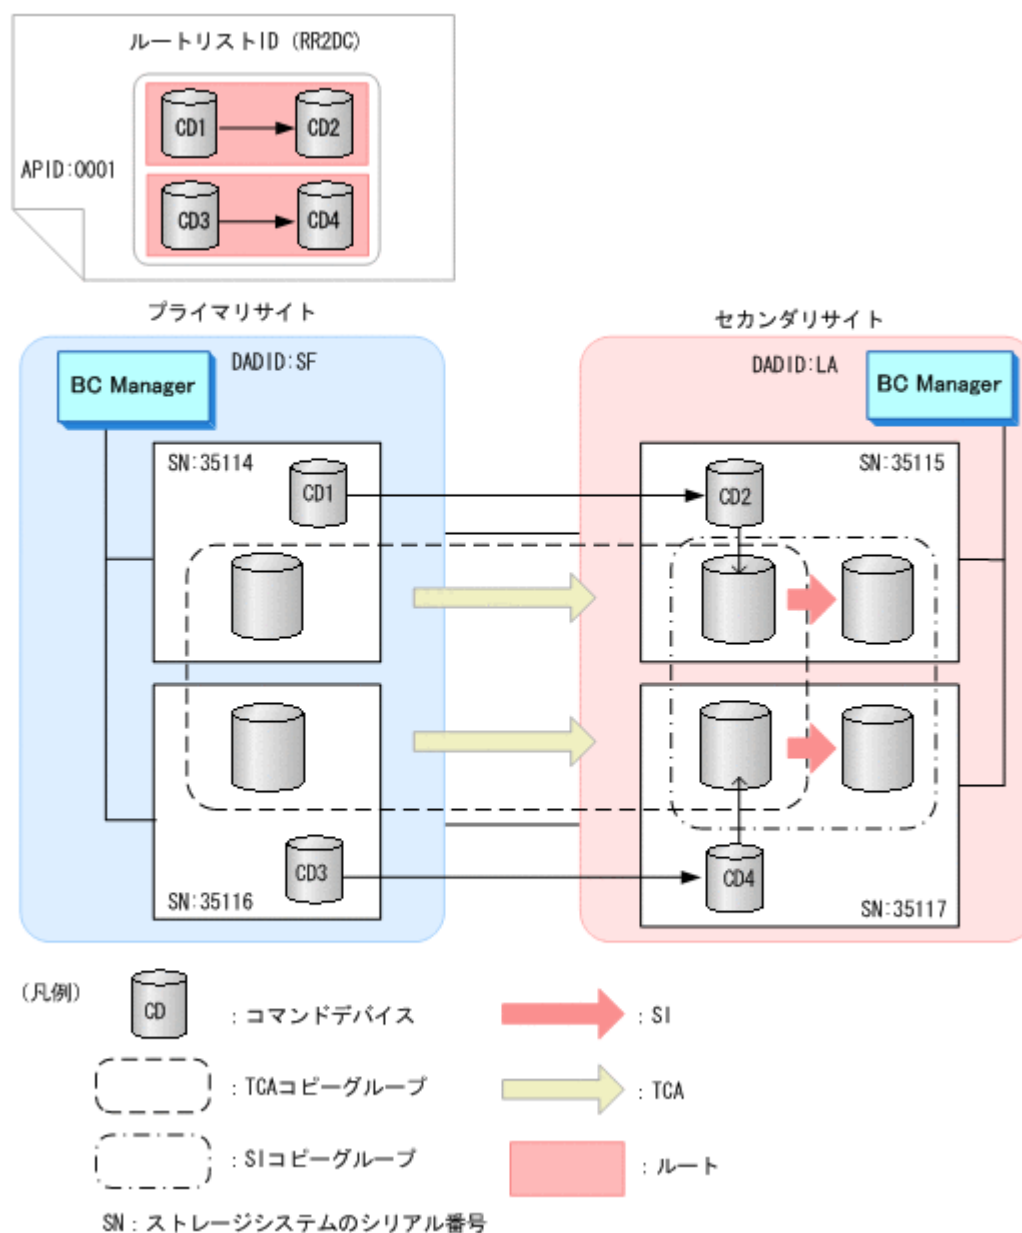 ルートリストID (RR2DC)
CD1
CD2
APID:0001
CD3
CD4
プライマリサイト
セカンダリサイト
DADID:SF
DADID:LA
BC Manager
BC Manager
SN:35114
SN:35115
CD1
CD2
CD3
CD4
SN:35116
SN:35117
(凡例)
CD
:コマンドデバイス
:SI
:TCAコピーグループ
:TCA
:SIコピーグループ
:ルート
SN:ストレージシステムのシリアル番号